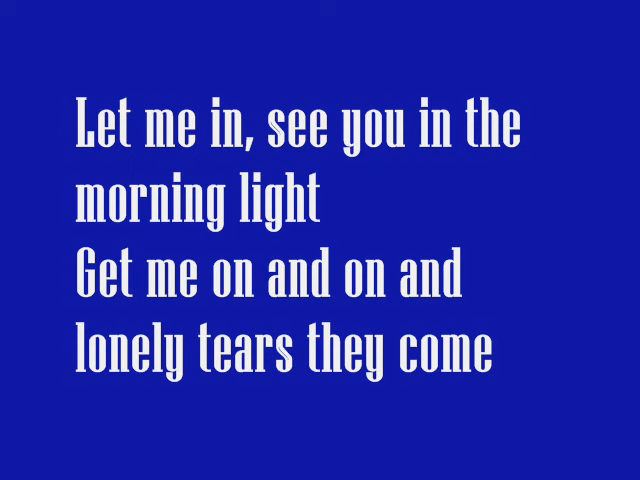 Let me in, see you in the
morning light
Get me on and on and
lonely tears they come